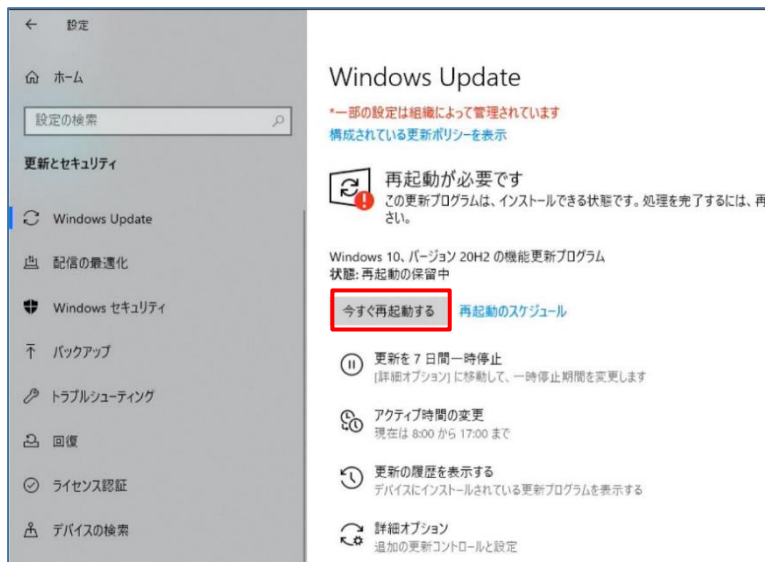 設定
ホーム
設定の検索
更新とセキュリティ
Windows Update
配信の最適化
Windows セキュリティ
バックアップ
トラブルシューティング
回復
ライセンス認証
デバイスの検索
Windows Update
*一部の設定は組織によって管理されています
構成されている更新ポリシーを表示
再起動が必要です
この更新プログラムは、インストールできる状態です。処理を完了するには、再
さい。
Windows 10、バージョン 20H2 の機能更新プログラム
状態: 再起動の保留中
今すぐ再起動する 再起動のスケジュール
更新を 7 日間一時停止
[詳細オプション] に移動して、一時停止期間を変更します
アクティブ時間の変更
現在は 8:00 から 17:00 まで
更新の履歴を表示する
デバイスにインストールされている更新プログラムを表示する
詳細オプション
追加の更新コントロールと設定